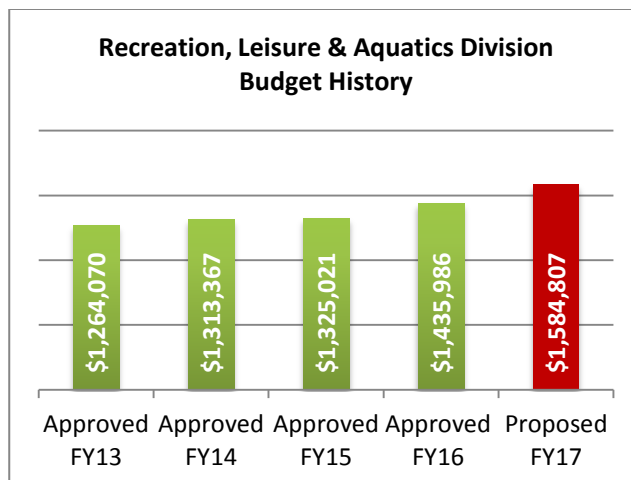 Recreation, Leisure & Aquatics Division
Budget History
$1,264,070
$1,313,367
$1,325,021
$1,435,986
$1,584,807
Approved FY13
Approved FY14
Approved FY15
Approved FY16
Proposed FY17